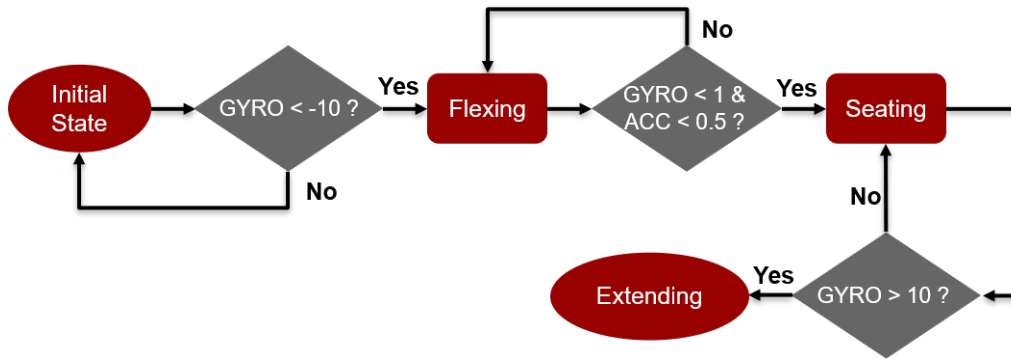 Initial
State
GYRO < -10 ?
Yes
No
Flexing
No
GYRO < 1 &
ACC < 0.5 ?
Yes
Seating
No
GYRO > 10 ?
Yes
Extending